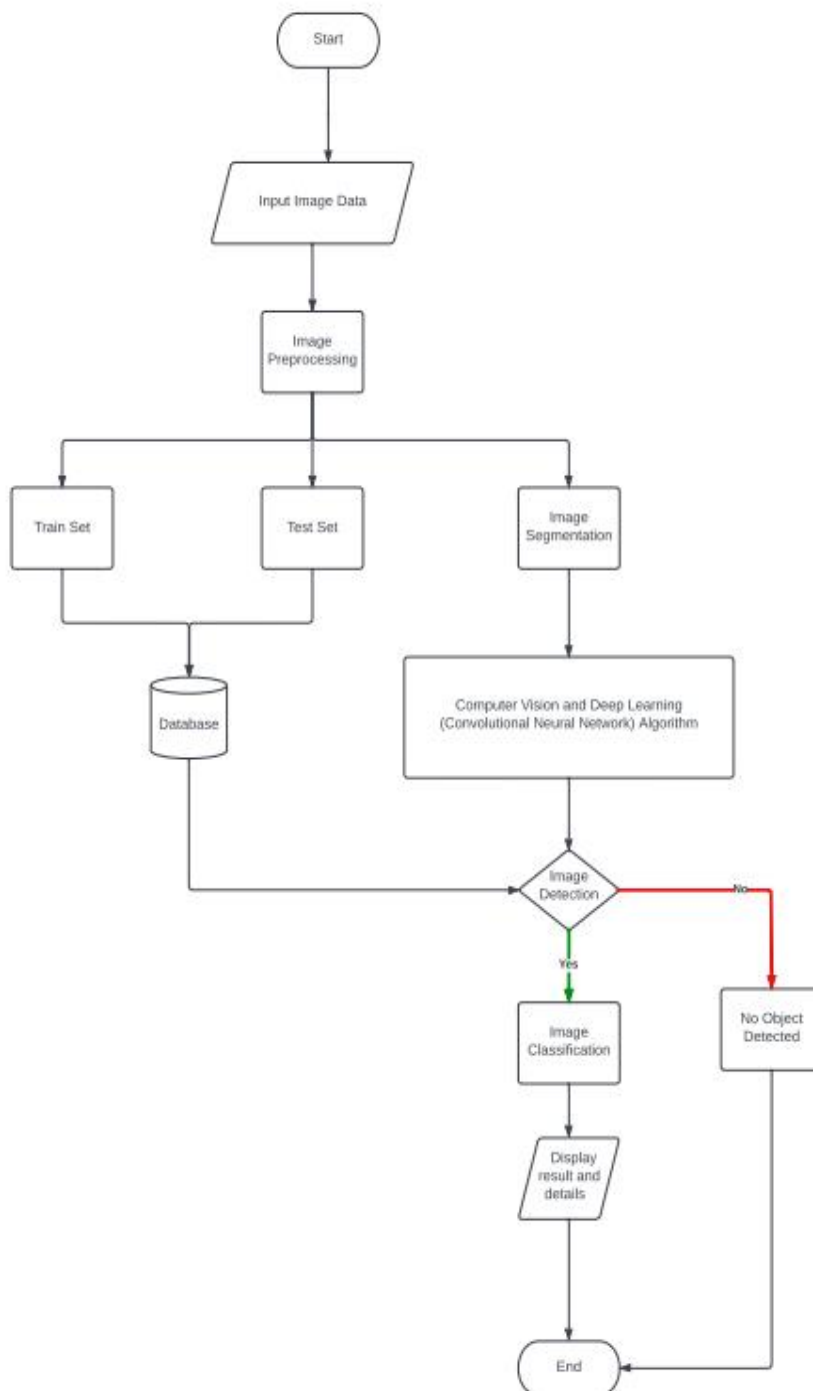 Start
Input Image Data
Image
Preprocessing
Train Set
Test Set
Image
Segmentation
Database
Computer Vision and Deep Learning
(Convolutional Neural Network) Algorithm
Image
Detection
No
Yes
Image
Classification
No Object
Detected
Display
result and
details
End